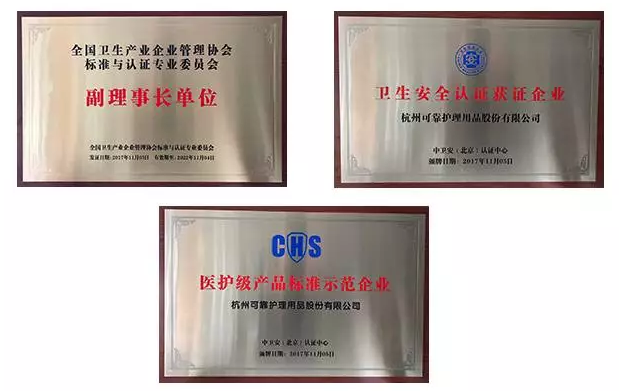 全国卫生产业企业管理协会
标准与认证专业委员会
副理事长单位
全国卫生产业企业管理协会标准与认证专业委员会
发证日期:2017年11月05日 有效期至:2022年11月04日
卫生安全认证获证企业
杭州可靠护理用品股份有限公司
中卫安(北京)认证中心
颁牌日期:2017年11月05日
CHS
医护级产品标准示范企业
杭州可靠护理用品股份有限公司
中卫安(北京)认证中心
颁牌日期:2017年11月05日